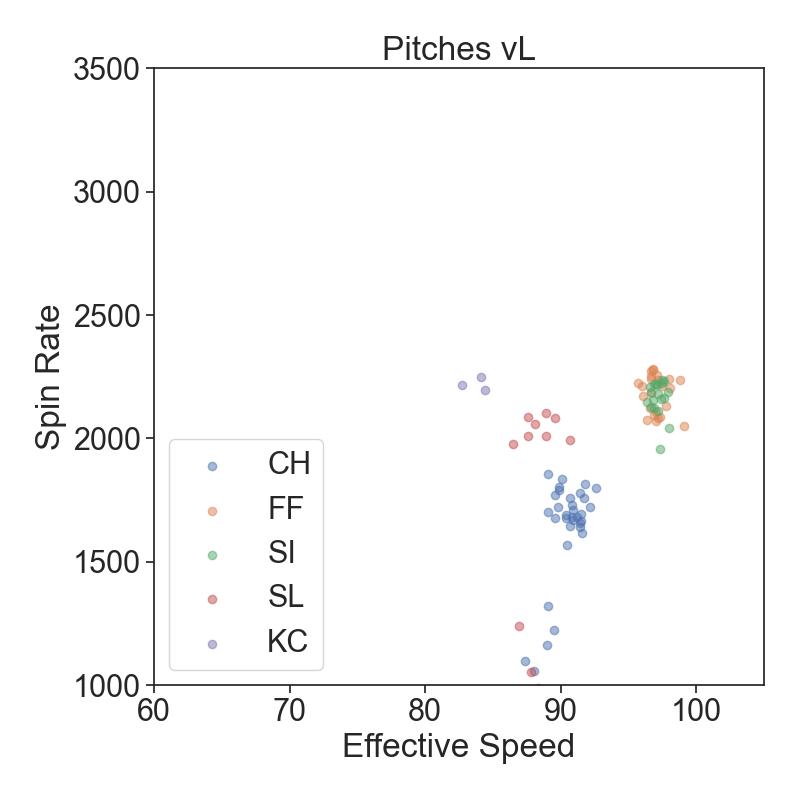 Pitches vL
3500
3000
2500
2000
1500
1000
Spin Rate
CH
FF
SI
SL
KC
60 70 80 90 100
Effective Speed